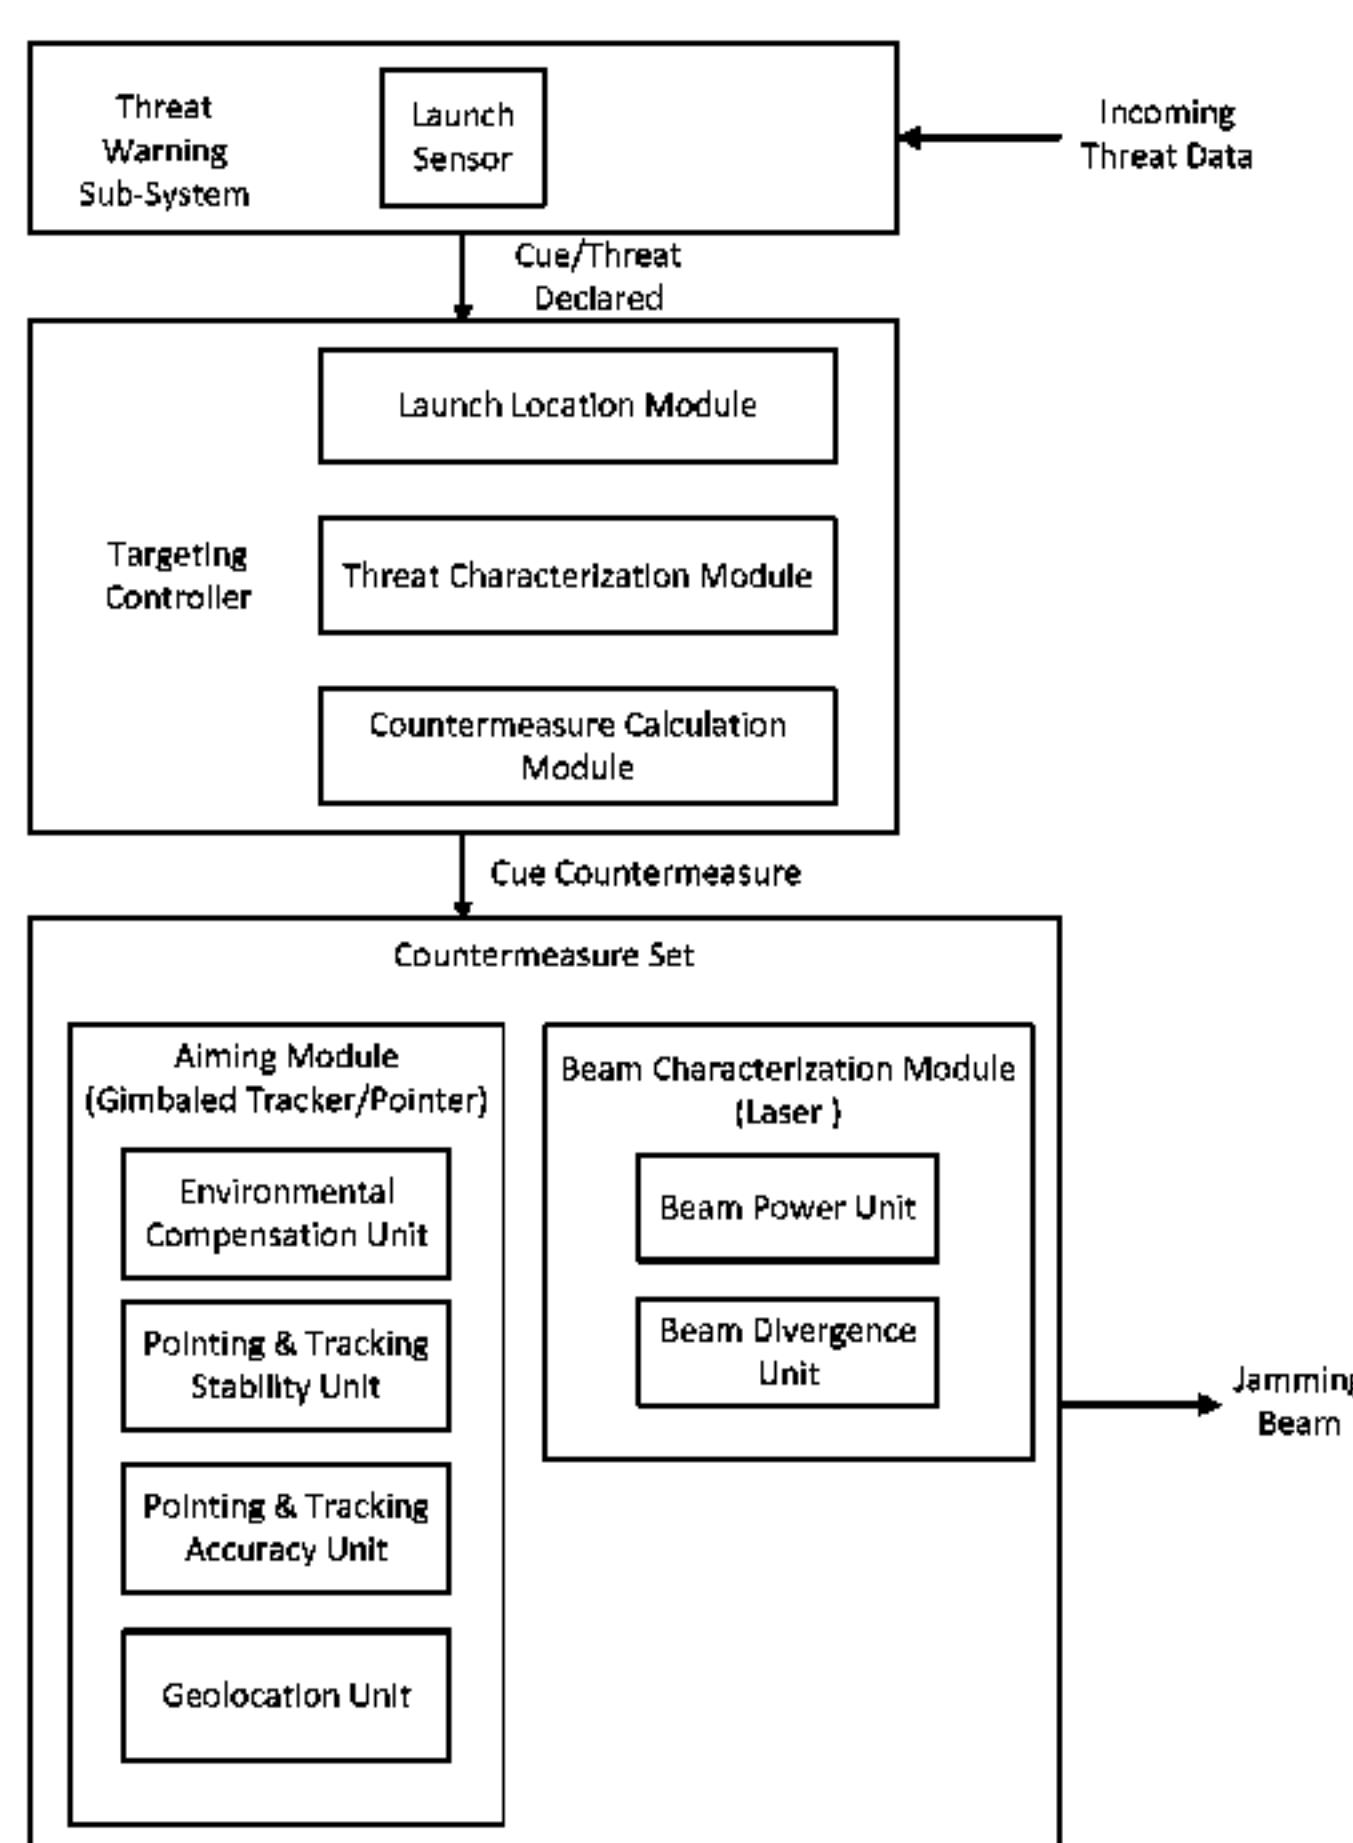 Threat
Warning
Sub-System
Launch
Sensor
Incoming
Threat Data
Cue/Threat
Declared
Launch Location Module
Targeting
Controller
Threat Characterization Module
Countermeasure Calculation
Module
Cue Countermeasure
Countermeasure Set
Aiming Module
(Gimbaled Tracker/Pointer)
Environmental
Compensation Unit
Pointing & Tracking
Stability Unit
Pointing & Tracking
Accuracy Unit
Geolocation Unit
Beam Characterization Module
(Laser )
Beam Power Unit
Beam Divergence
Unit
Jamming
Beam